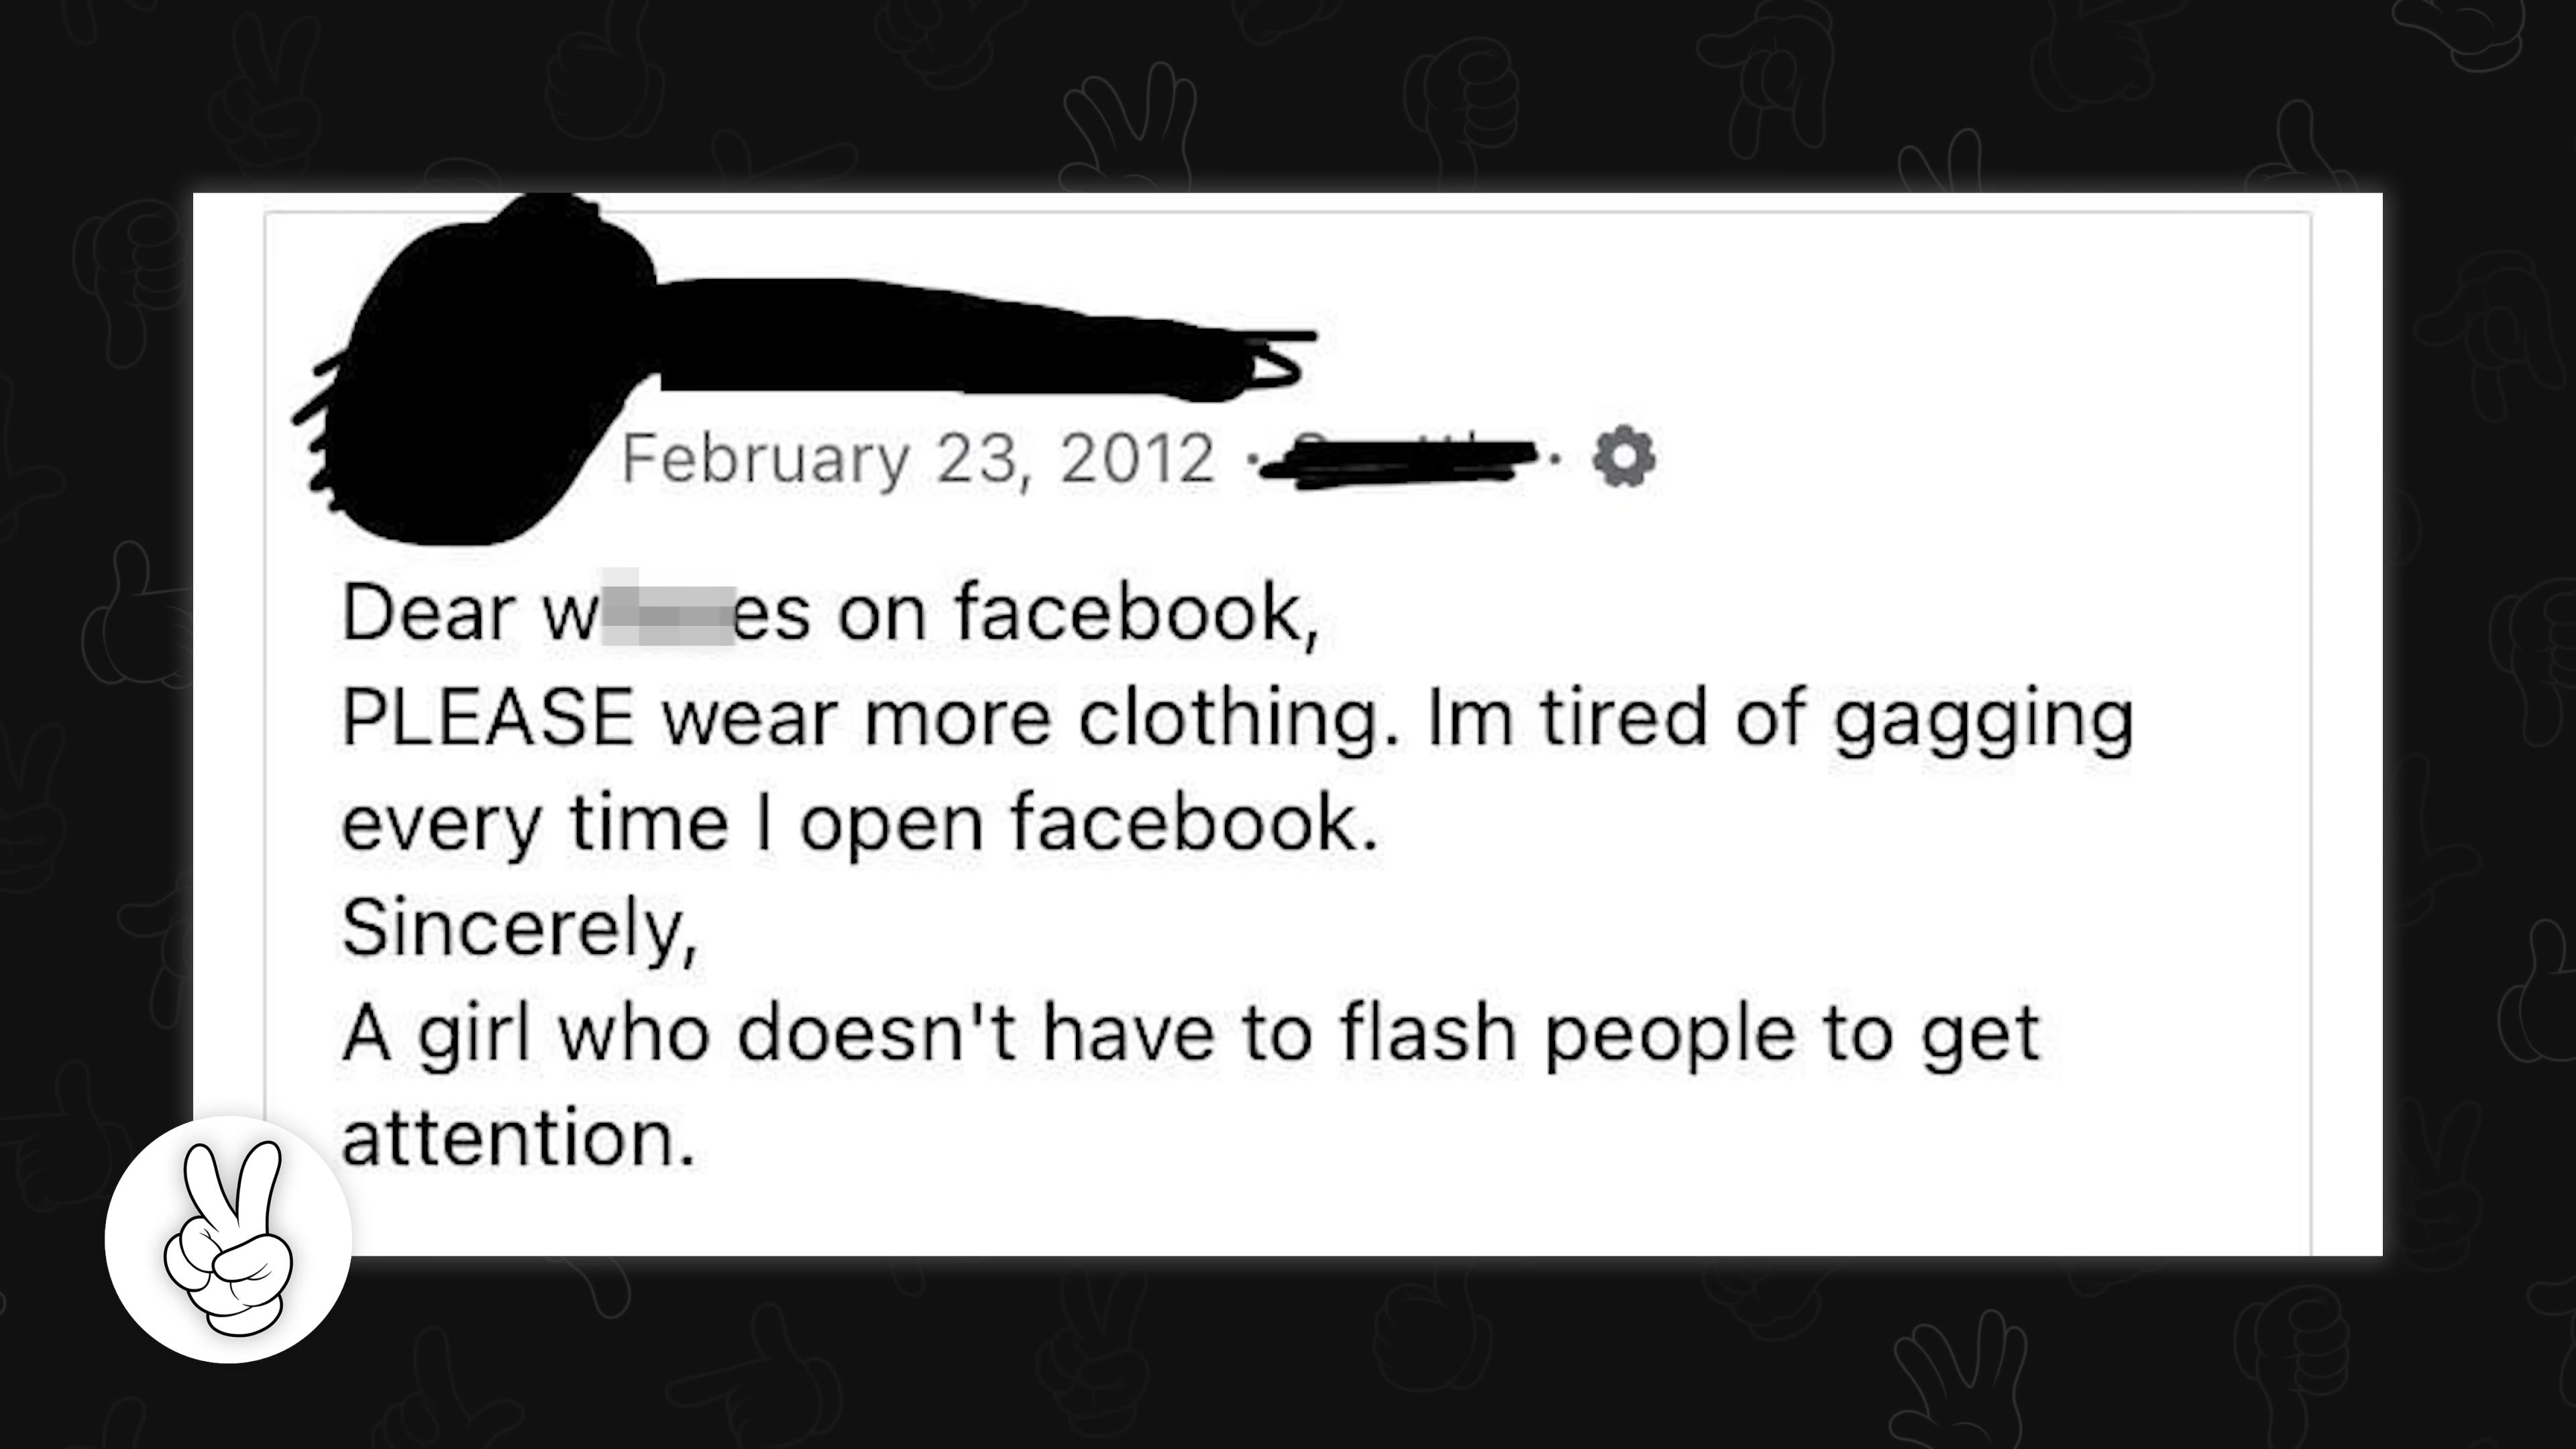 February 23, 2012 · ·
Dear w es on facebook,
PLEASE wear more clothing. Im tired of gagging
every time I open facebook.
Sincerely,
A girl who doesn't have to flash people to get
attention.